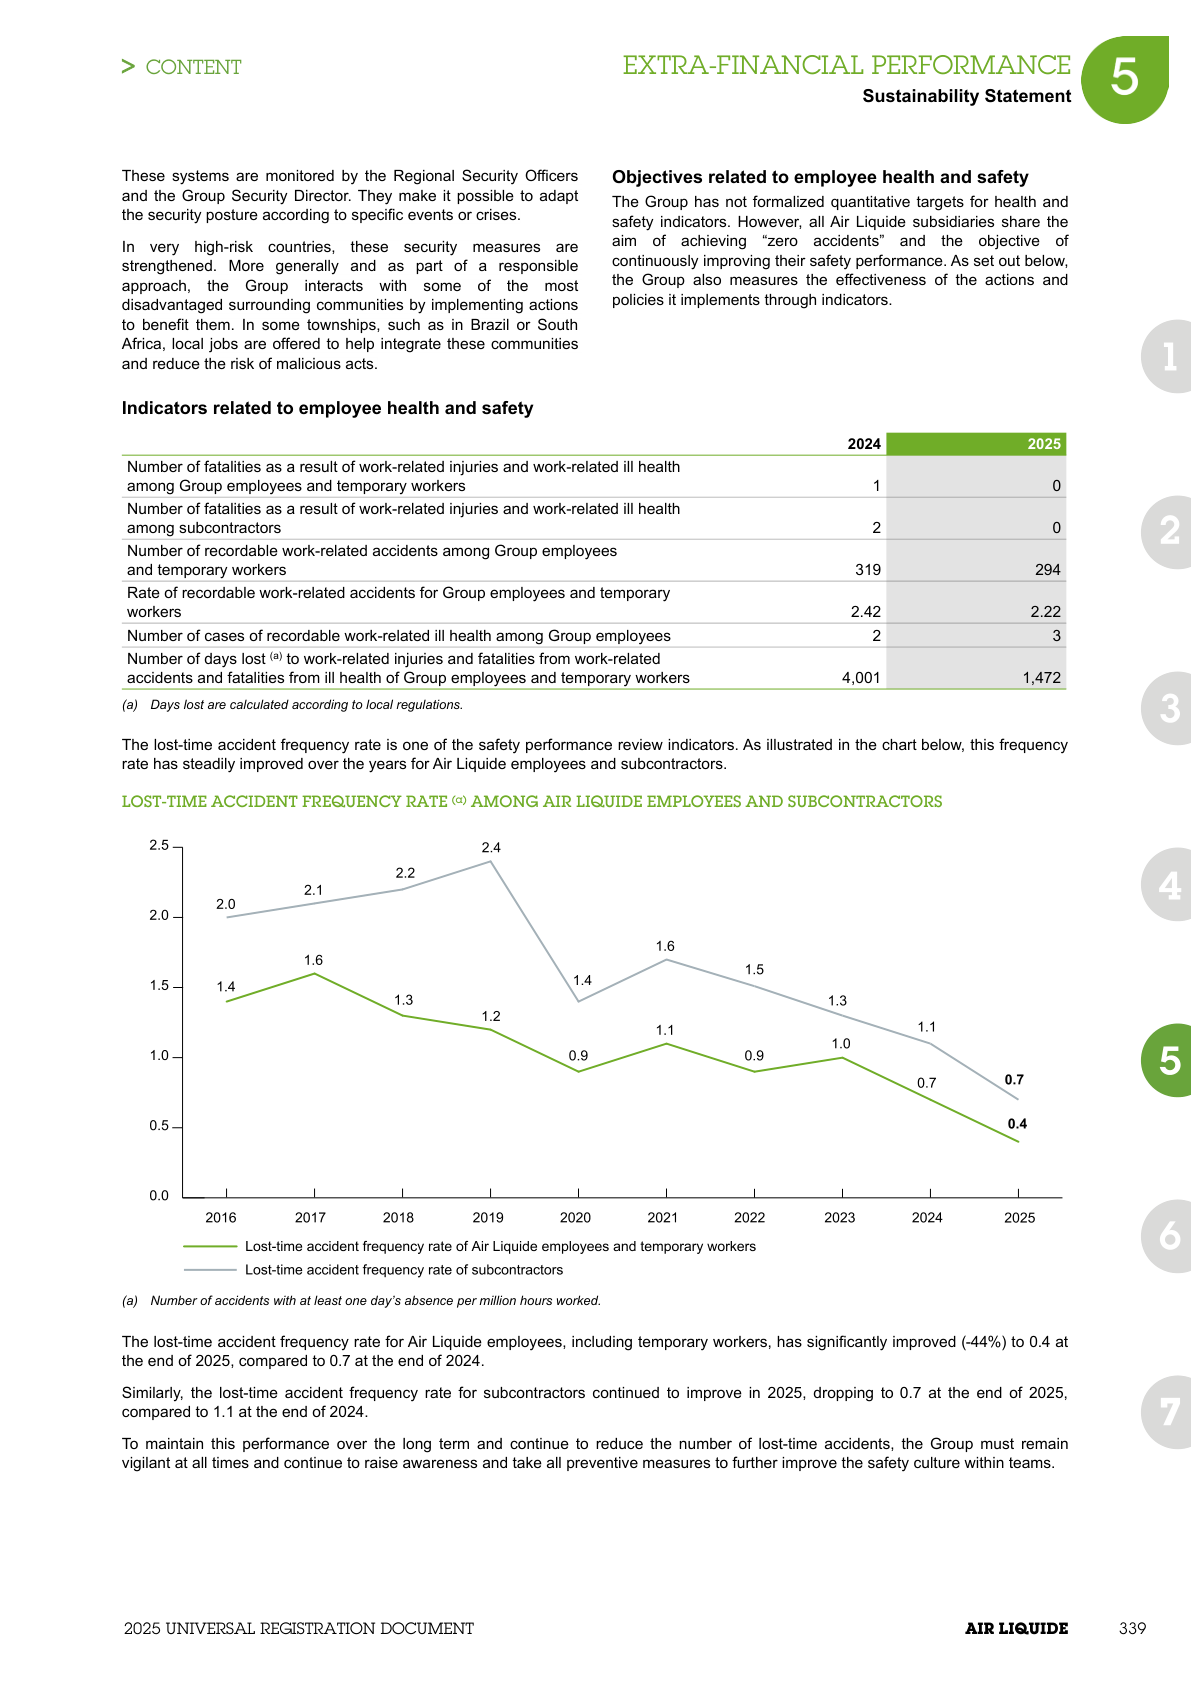 > CONTENT
EXTRA-FINANCIAL PERFORMANCE
Sustainability Statement
5
These systems are monitored by the Regional Security Officers
and the Group Security Director. They make it possible to adapt
the security posture according to specific events or crises.
In very high-risk countries, these security measures are
strengthened. More generally and as part of a responsible
approach, the Group interacts with some of the most
disadvantaged surrounding communities by implementing actions
to benefit them. In some townships, such as in Brazil or South
Africa, local jobs are offered to help integrate these communities
and reduce the risk of malicious acts.
Objectives related to employee health and safety
The Group has not formalized quantitative targets for health and
safety indicators. However, all Air Liquide subsidiaries share the
aim of achieving “zero accidents” and the objective of
continuously improving their safety performance. As set out below,
the Group also measures the effectiveness of the actions and
policies it implements through indicators.
Indicators related to employee health and safety
2024 2025
Number of fatalities as a result of work-related injuries and work-related ill health
among Group employees and temporary workers 1 0
Number of fatalities as a result of work-related injuries and work-related ill health
among subcontractors 2 0
Number of recordable work-related accidents among Group employees
and temporary workers 319 294
Rate of recordable work-related accidents for Group employees and temporary
workers 2.42 2.22
Number of cases of recordable work-related ill health among Group employees 2 3
Number of days lost (a) to work-related injuries and fatalities from work-related
accidents and fatalities from ill health of Group employees and temporary workers 4,001 1,472
(a) Days lost are calculated according to local regulations.
The lost-time accident frequency rate is one of the safety performance review indicators. As illustrated in the chart below, this frequency
rate has steadily improved over the years for Air Liquide employees and subcontractors.
LOST-TIME ACCIDENT FREQUENCY RATE (a) AMONG AIR LIQUIDE EMPLOYEES AND SUBCONTRACTORS
2.5
2.0
1.5
1.0
0.5
0.0
2.0 2.1 2.2 2.4 1.4 1.6 1.5 1.3 1.1 0.7
1.4 1.6 1.3 1.2 0.9 1.1 0.9 1.0 0.7 0.4
2016 2017 2018 2019 2020 2021 2022 2023 2024 2025
Lost-time accident frequency rate of Air Liquide employees and temporary workers
Lost-time accident frequency rate of subcontractors
(a) Number of accidents with at least one day’s absence per million hours worked.
The lost-time accident frequency rate for Air Liquide employees, including temporary workers, has significantly improved (-44%) to 0.4 at
the end of 2025, compared to 0.7 at the end of 2024.
Similarly, the lost-time accident frequency rate for subcontractors continued to improve in 2025, dropping to 0.7 at the end of 2025,
compared to 1.1 at the end of 2024.
To maintain this performance over the long term and continue to reduce the number of lost-time accidents, the Group must remain
vigilant at all times and continue to raise awareness and take all preventive measures to further improve the safety culture within teams.
1
2
3
4
5
6
7
2025 UNIVERSAL REGISTRATION DOCUMENT
AIR LIQUIDE 339